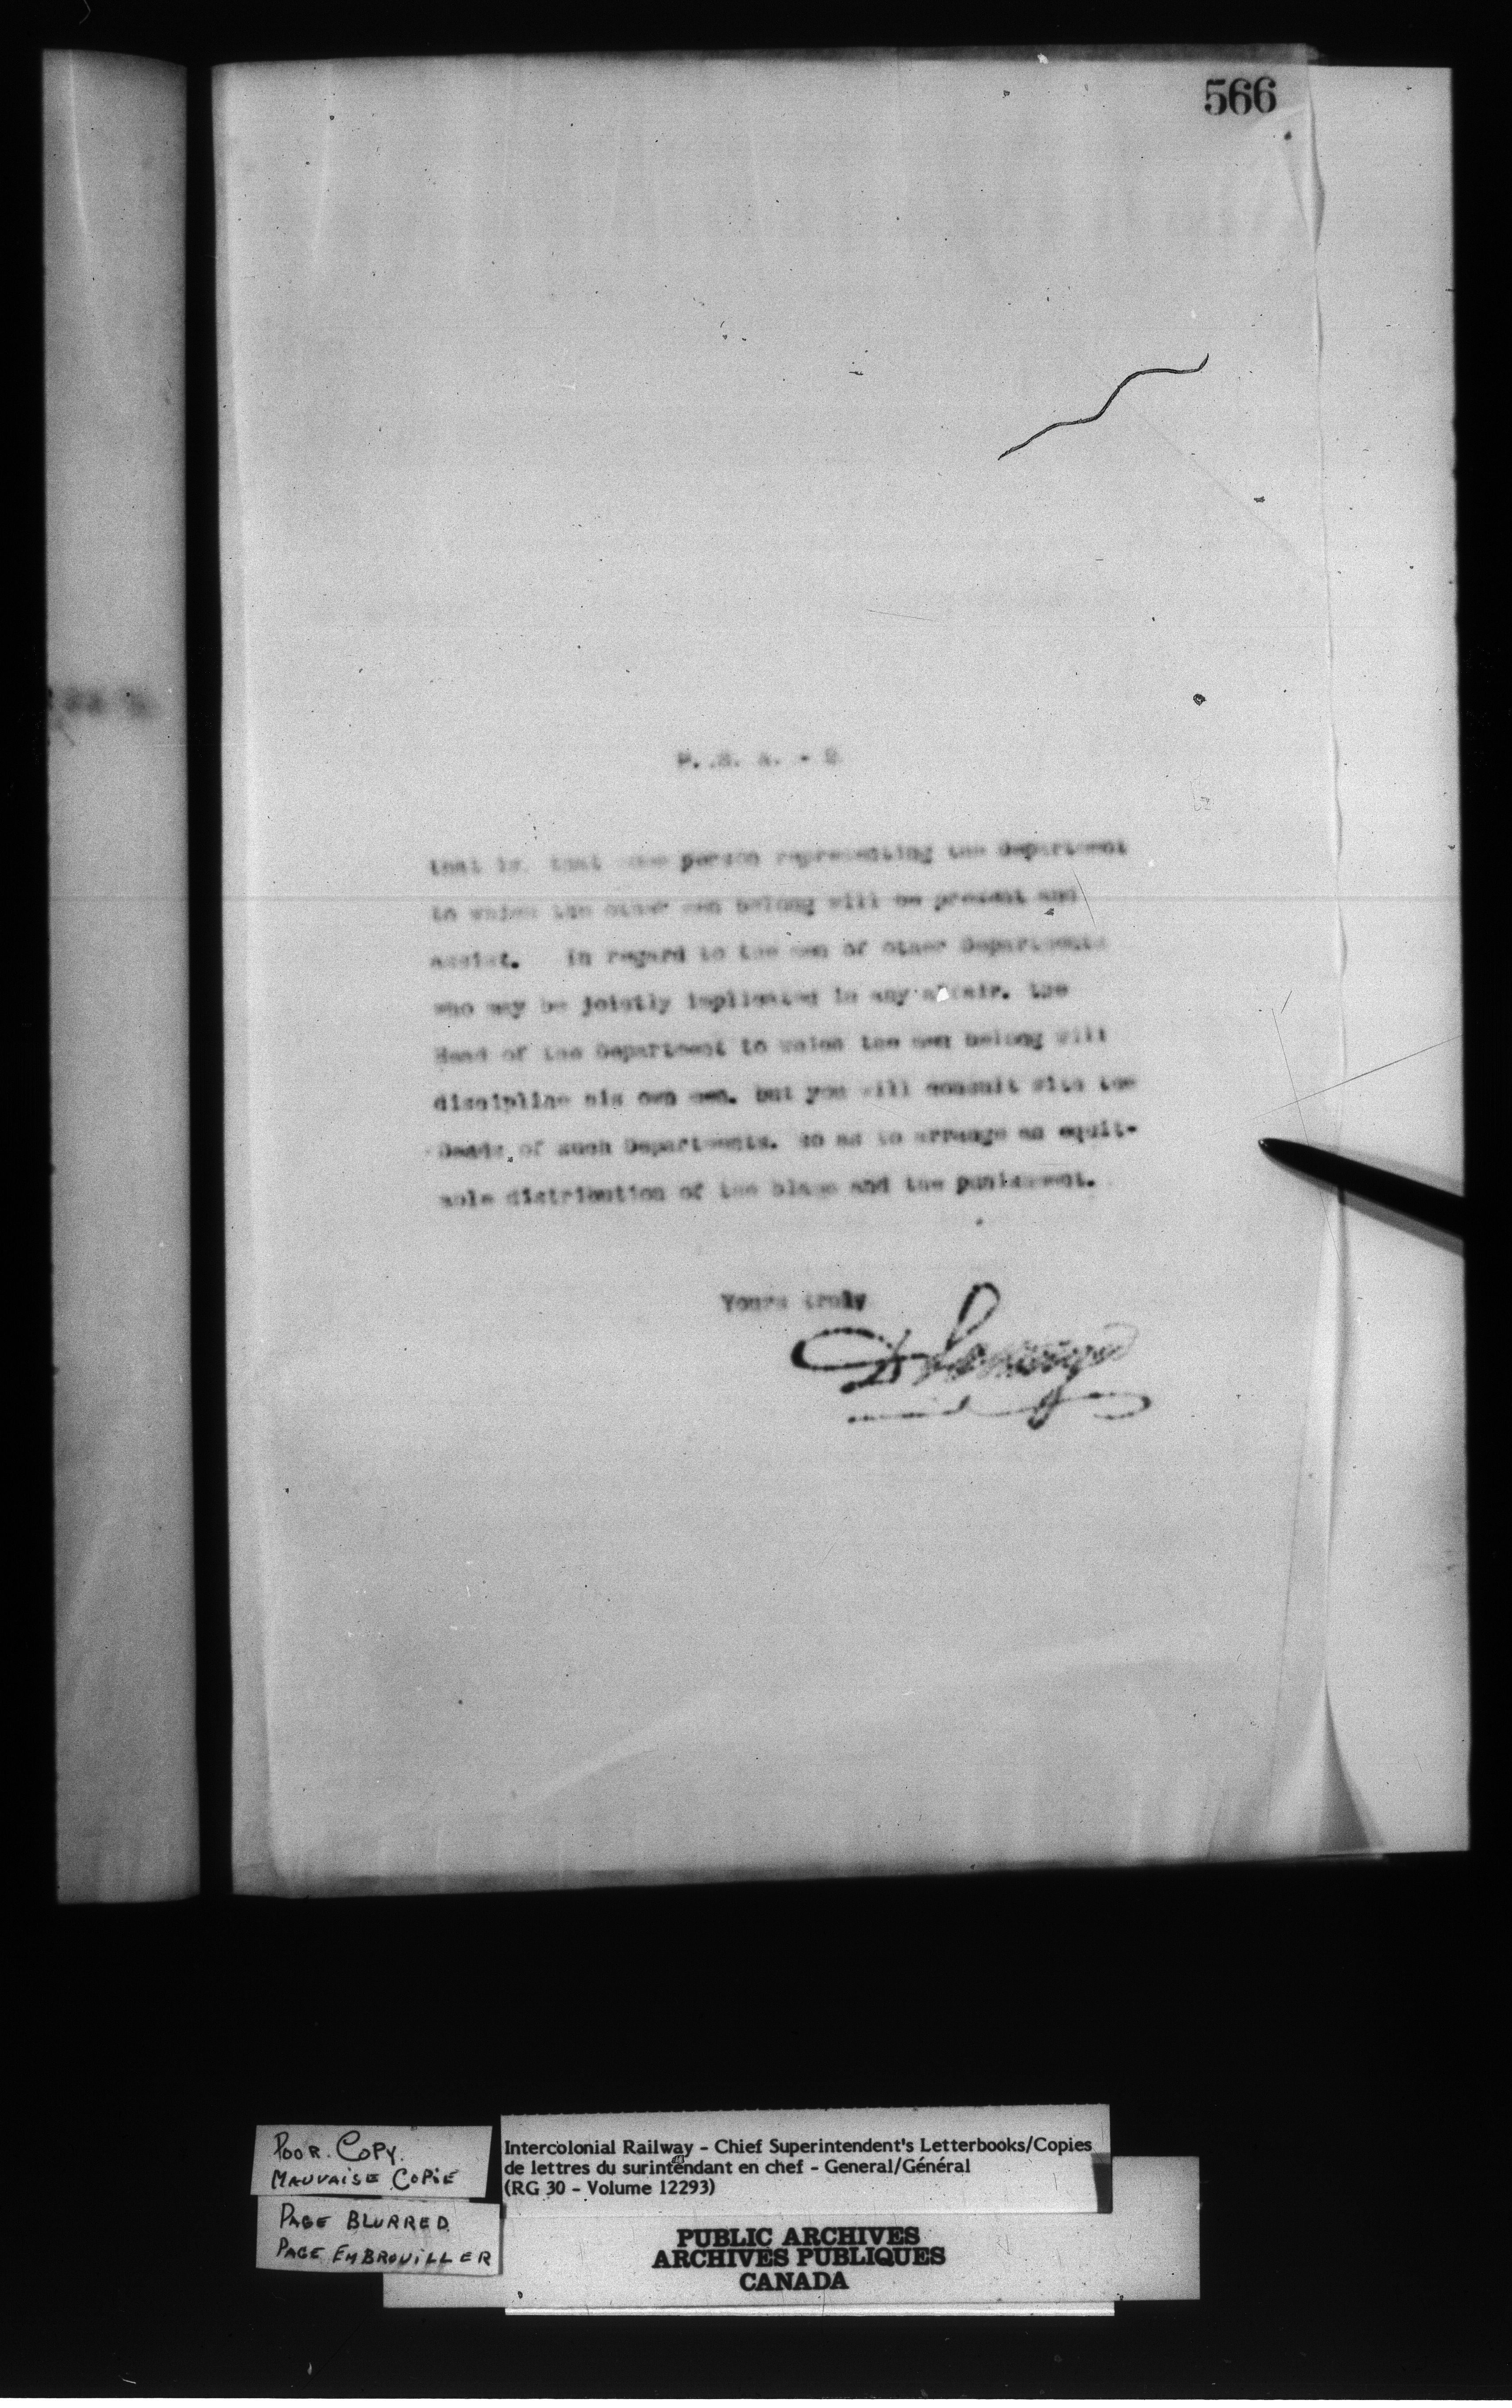 566
that is, that some person representing the Department
to which the other men belong will be present and
assist. In regard to the men of other Departments
who may be jointly implicated in any affair, the
Head of the Department to which the men belong will
discipline his own men, but you will consult with the
of such Departments, so as to arrange an equit-
able distribution of the blame and the punishment.
Yours truly
POOR. COPY.
MAUVAISE COPIE
PAGE BLURRED
PAGE EMBROUILLER
Intercolonial Railway - Chief Superintendent's Letterbooks/Copies
de lettres du surintendant en chef - General/Général
(RG 30 - Volume 12293)
PUBLIC ARCHIVES
ARCHIVES PUBLIQUES
CANADA